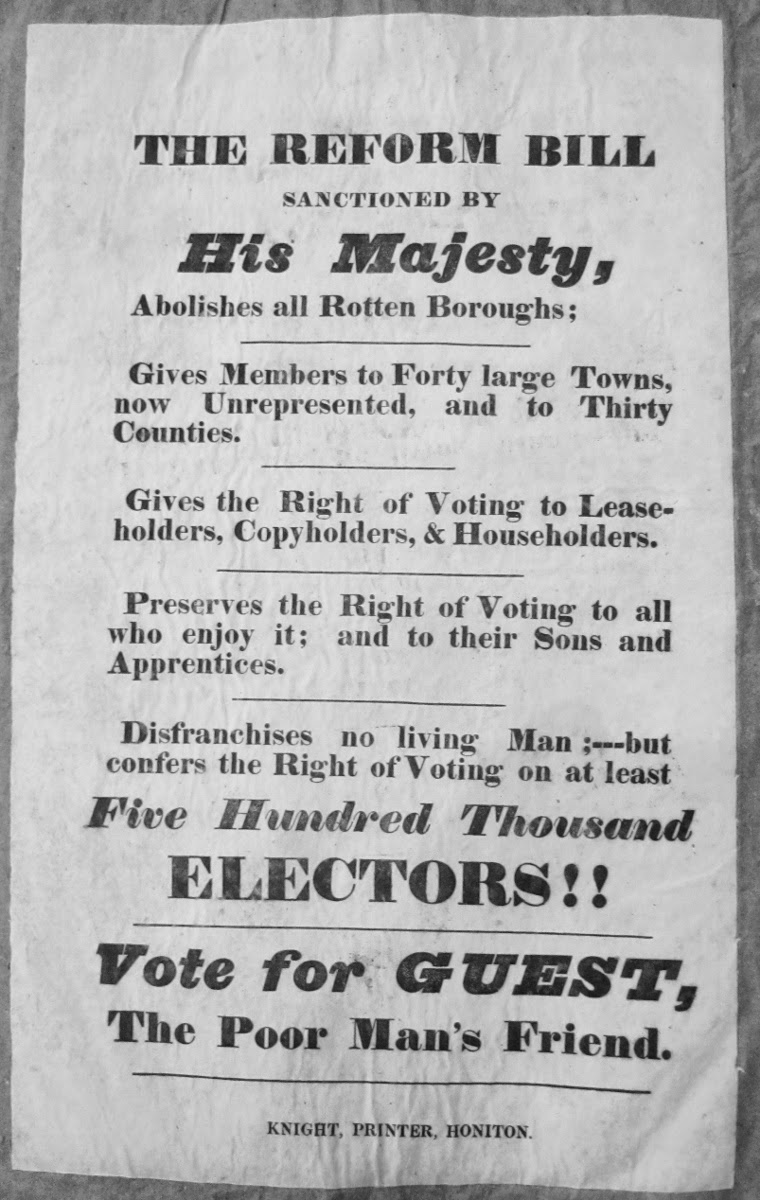 THE REFORM BILL
SANCTIONED BY
His Majesty,
Abolishes all Rotten Boroughs;
Gives Members to Forty large Towns,
now Unrepresented, and to Thirty
Counties.
Gives the Right of Voting to Lease-
holders, Copyholders, & Householders.
Preserves the Right of Voting to all
who enjoy it; and to their Sons and
Apprentices.
Disfranchises no living Man ;---but
confers the Right of Voting on at least
Five Hundred Thousand
ELECTORS!!
Vote for GUEST,
The Poor Man's Friend.
KNIGHT, PRINTER, HONITON.